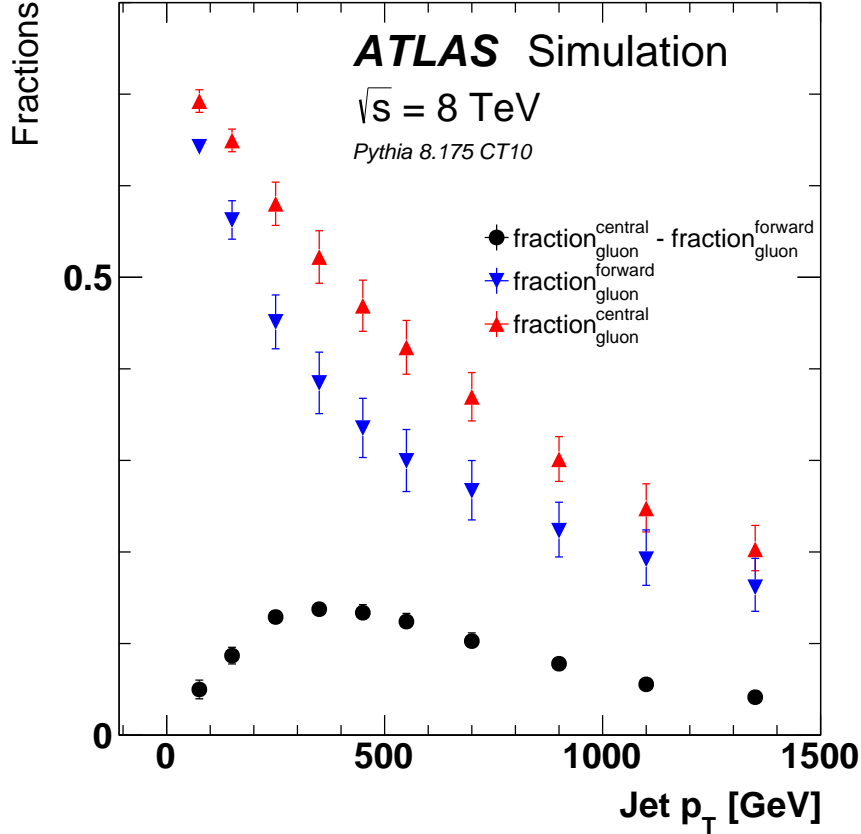 Fractions
ATLAS Simulation
√s = 8 TeV
Pythia 8.175 CT10
fraction^central_gluon - fraction^forward_gluon
fraction^forward_gluon
fraction^central_gluon
0.5
0
0 500 1000 1500
Jet p_T [GeV]